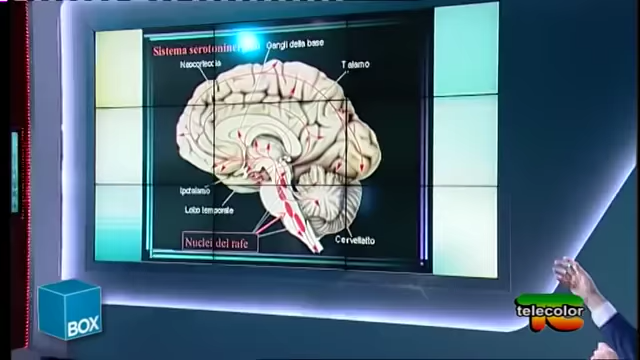 Sistema serotoninergico
Gangli della base
Neocorteccia
Talamo
Ipotalamo
Lobo temporale
Nuclei del rafe
Cervelletto
BOX
telecolor